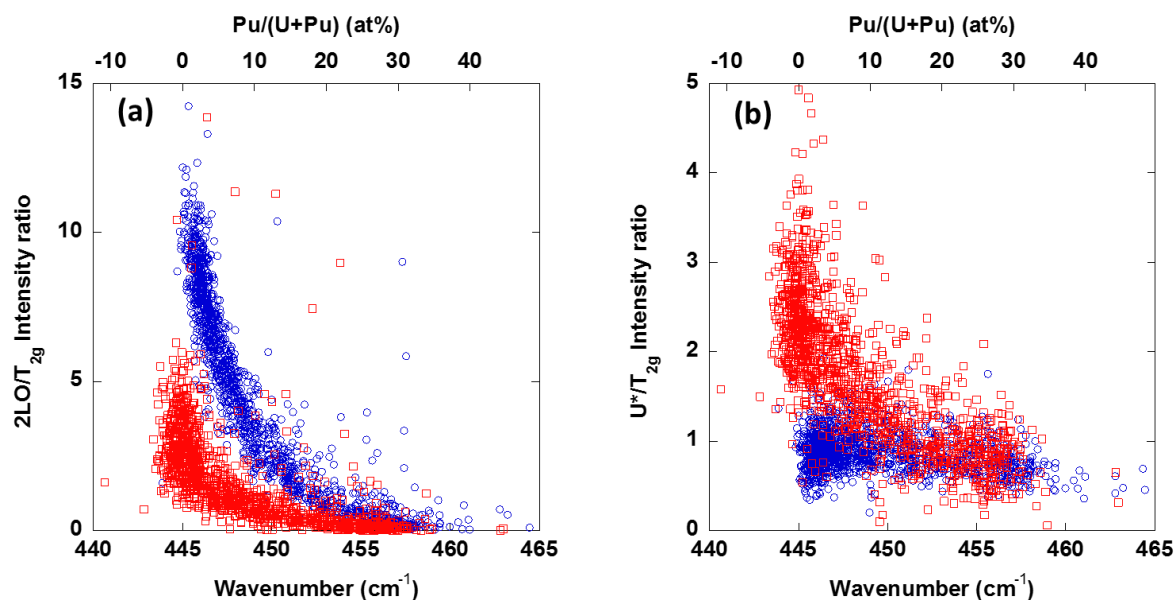 Pu/(U+Pu) (at%)
-10 0 10 20 30 40
15
10
5
0
(a)
2LO/T2g Intensity ratio
440 445 450 455 460 465
Wavenumber (cm-1)
Pu/(U+Pu) (at%)
-10 0 10 20 30 40
5
4
3
2
1
0
(b)
U*/T2g Intensity ratio
440 445 450 455 460 465
Wavenumber (cm-1)